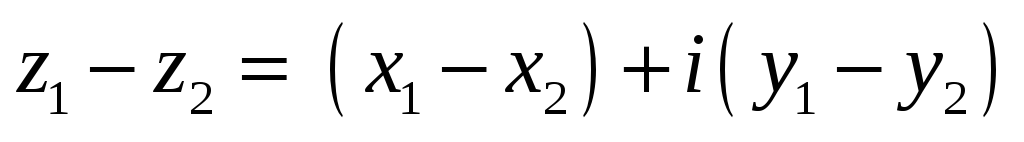 z₁ − z₂ = (x₁ − x₂) + i(y₁ − y₂)